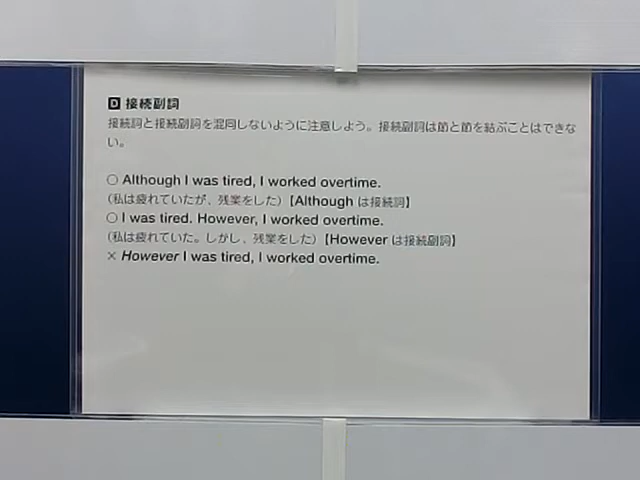 D 接続副詞
接続詞と接続副詞を混同しないように注意しよう。接続副詞は節と節を結ぶことはできな
い。
○ Although I was tired, I worked overtime.
（私は疲れていたが、残業をした）【Although は接続詞】
○ I was tired. However, I worked overtime.
（私は疲れていた。しかし、残業をした）【However は接続副詞】
× However I was tired, I worked overtime.